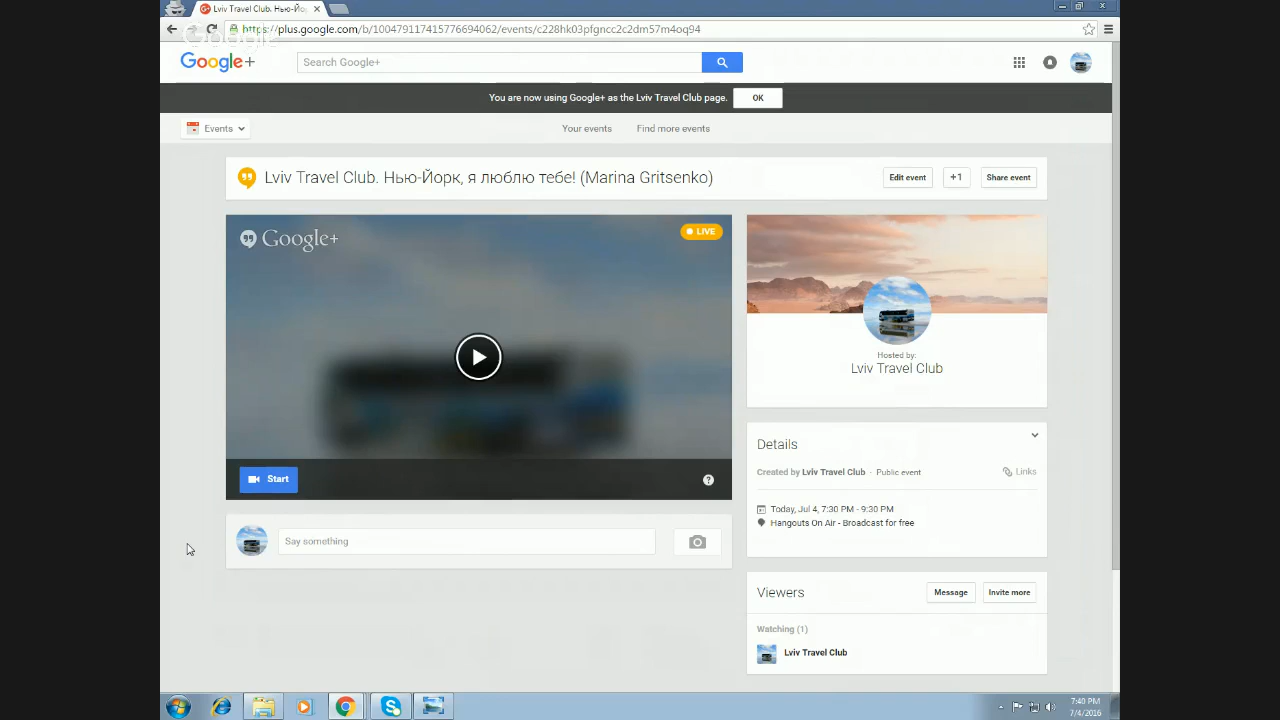 Lviv Travel Club. Нью-Йо
https://plus.google.com/b/100479117415776694062/events/c228hk03pfgncc2c2dm57m4oq94
Google
Google+
Search Google+
You are now using Google+ as the Lviv Travel Club page.
OK
Events
Your events
Find more events
Lviv Travel Club. Нью-Йорк, я люблю тебе! (Marina Gritsenko)
Edit event
+1
Share event
Google+
LIVE
Start
?
Say something
Hosted by:
Lviv Travel Club
Details
Created by Lviv Travel Club · Public event
Links
Today, Jul 4, 7:30 PM - 9:30 PM
Hangouts On Air - Broadcast for free
Viewers
Message
Invite more
Watching (1)
Lviv Travel Club
7:40 PM
7/4/2016